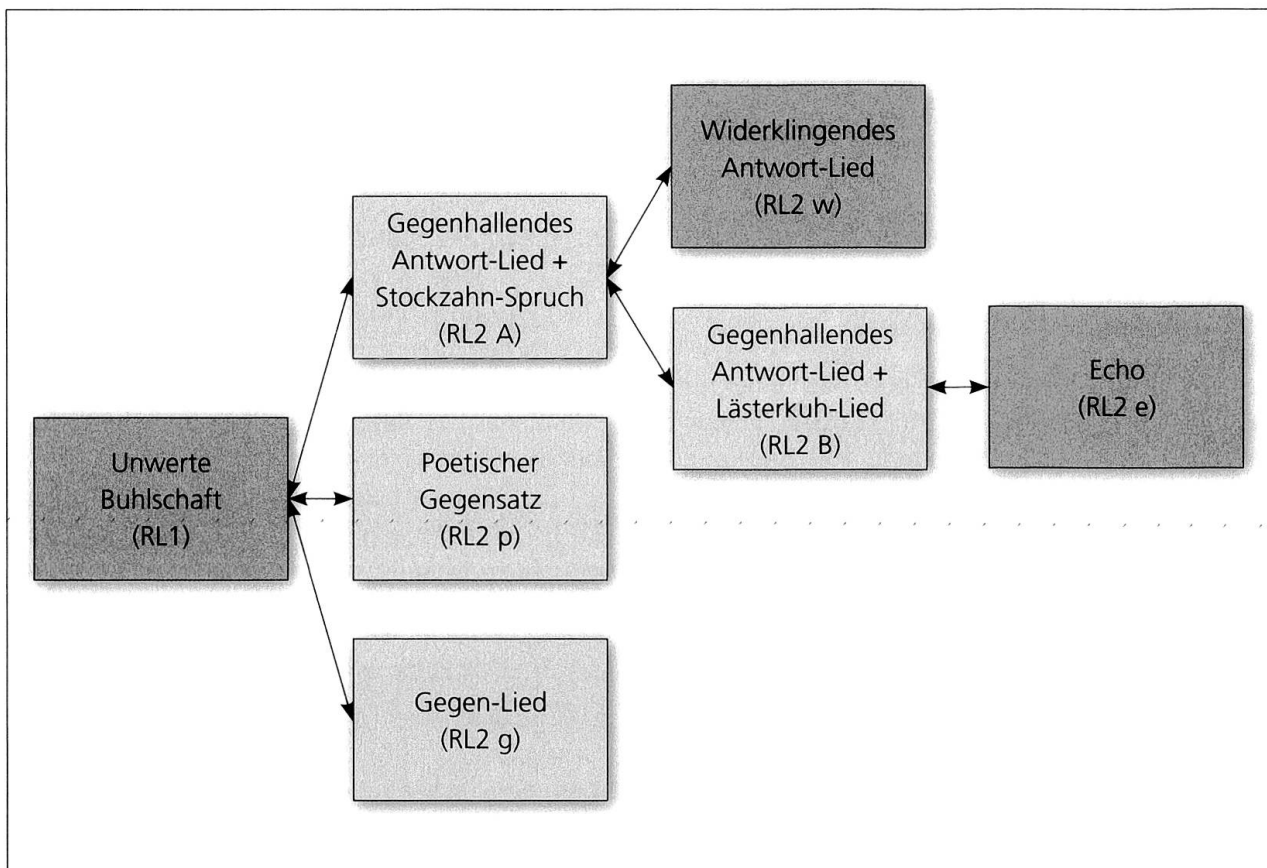 Unwerte
Buhlschaft
(RL1)
Gegenhallendes
Antwort-Lied +
Stockzahn-Spruch
(RL2 A)
Poetischer
Gegensatz
(RL2 p)
Gegen-Lied
(RL2 g)
Widerklingendes
Antwort-Lied
(RL2 w)
Gegenhallendes
Antwort-Lied +
Lästerkuh-Lied
(RL2 B)
Echo
(RL2 e)